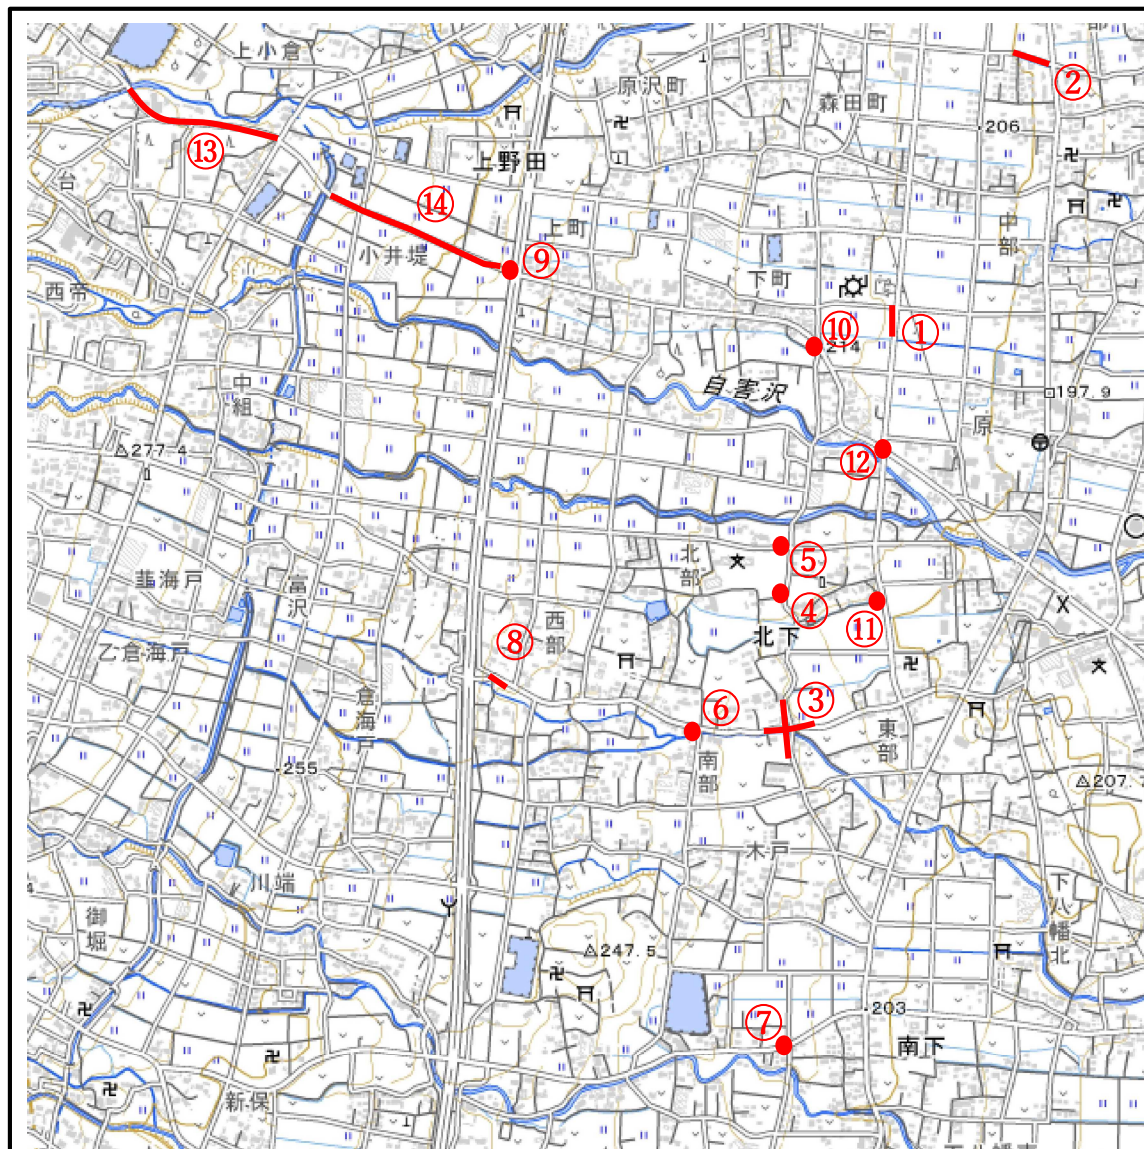 上小倉
原沢町
森田町
②
206
⑬
台
上野田
⑭
上町
中部
小井堤
⑨
下町
西帝
⑩
①
214
自害沢
中組
原
197.9
277.4
⑫
北部
⑤
韮海戸
富沢
④
西部
北下
⑪
⑧
乙倉海戸
倉海戸
⑥
③
東部
南部
255
207.
木戸
川端
下八幡北
御堀
247.5
203
⑦
南下
新保